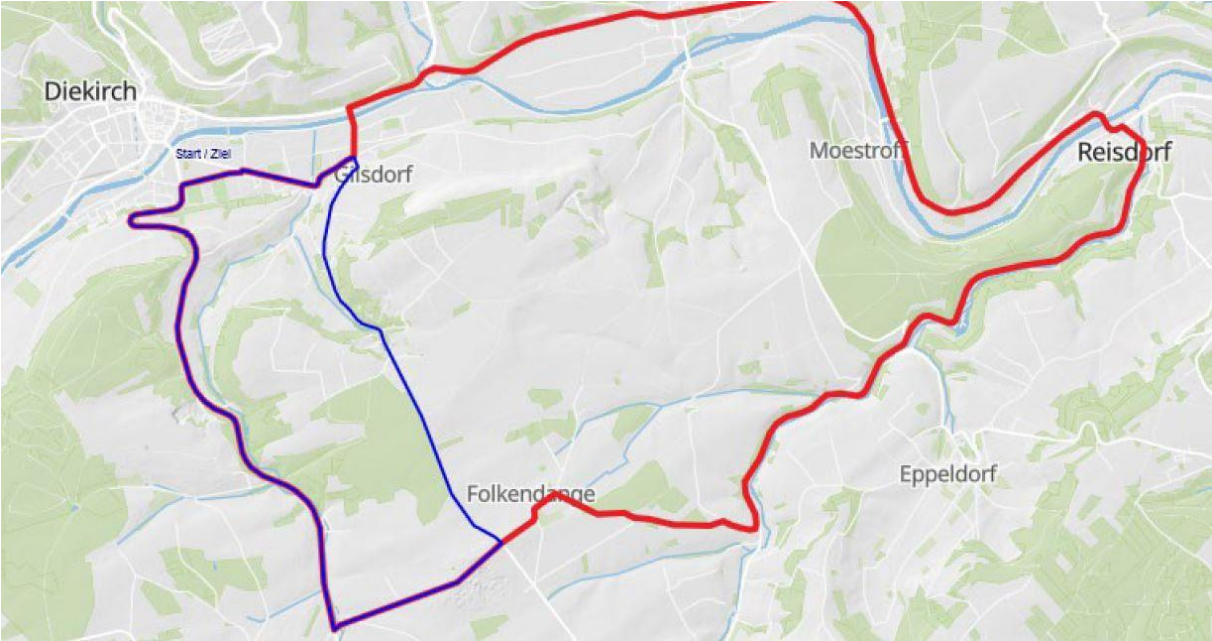 Diekirch
Start / Ziel
Gilsdorf
Moestroff
Reisdorf
Eppeldorf
Folkendange